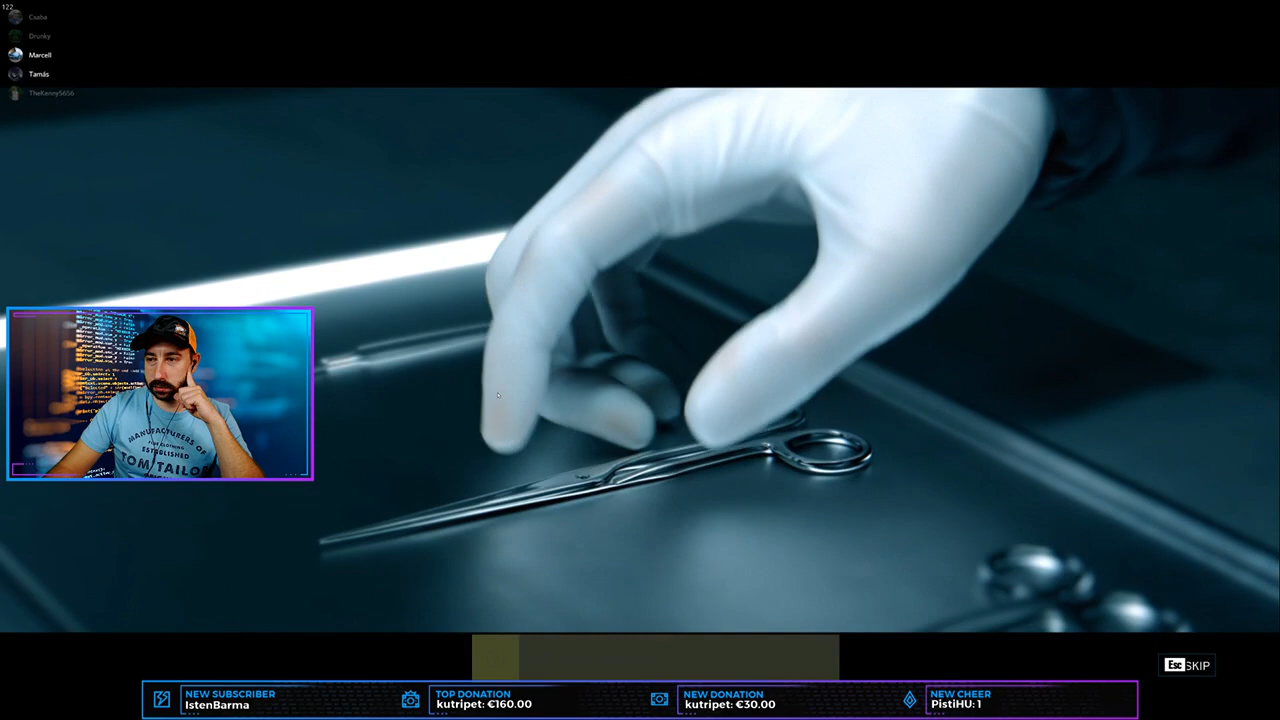 122
Csaba
Drunky
Marcell
Tamás
TheKenny5656
MANUFACTURERS OF
ESTABLISHED
TOM TAILOR
Esc SKIP
NEW SUBSCRIBER
IstenBarma
TOP DONATION
kutripet: €160.00
NEW DONATION
kutripet: €30.00
NEW CHEER
PistiHU: 1